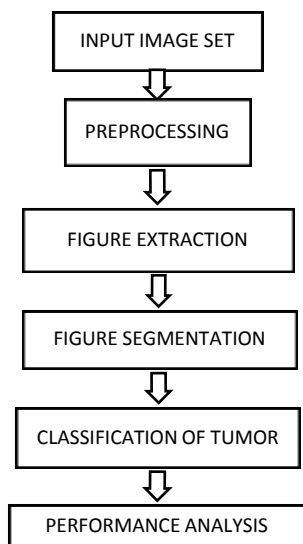 INPUT IMAGE SET
PREPROCESSING
FIGURE EXTRACTION
FIGURE SEGMENTATION
CLASSIFICATION OF TUMOR
PERFORMANCE ANALYSIS